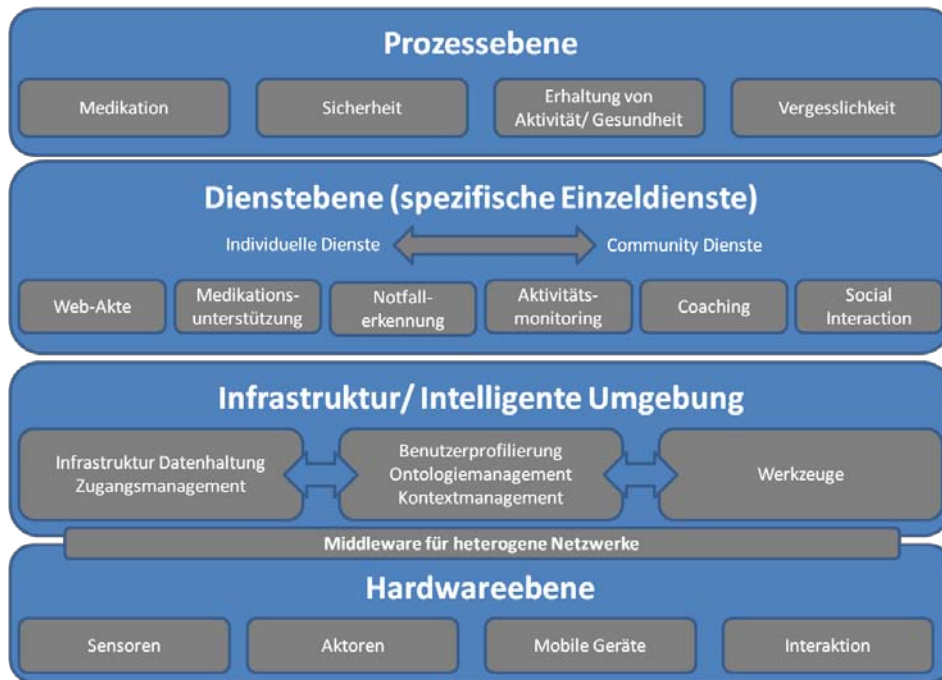 Prozessebene
Medikation
Sicherheit
Erhaltung von
Aktivität/ Gesundheit
Vergesslichkeit
Dienstebene (spezifische Einzeldienste)
Individuelle Dienste
Community Dienste
Web-Akte
Medikations-
unterstützung
Notfall-
erkennung
Aktivitäts-
monitoring
Coaching
Social
Interaction
Infrastruktur/ Intelligente Umgebung
Infrastruktur Datenhaltung
Zugangsmanagement
Benutzerprofilierung
Ontologiemanagement
Kontextmanagement
Werkzeuge
Middleware für heterogene Netzwerke
Hardwareebene
Sensoren
Aktoren
Mobile Geräte
Interaktion